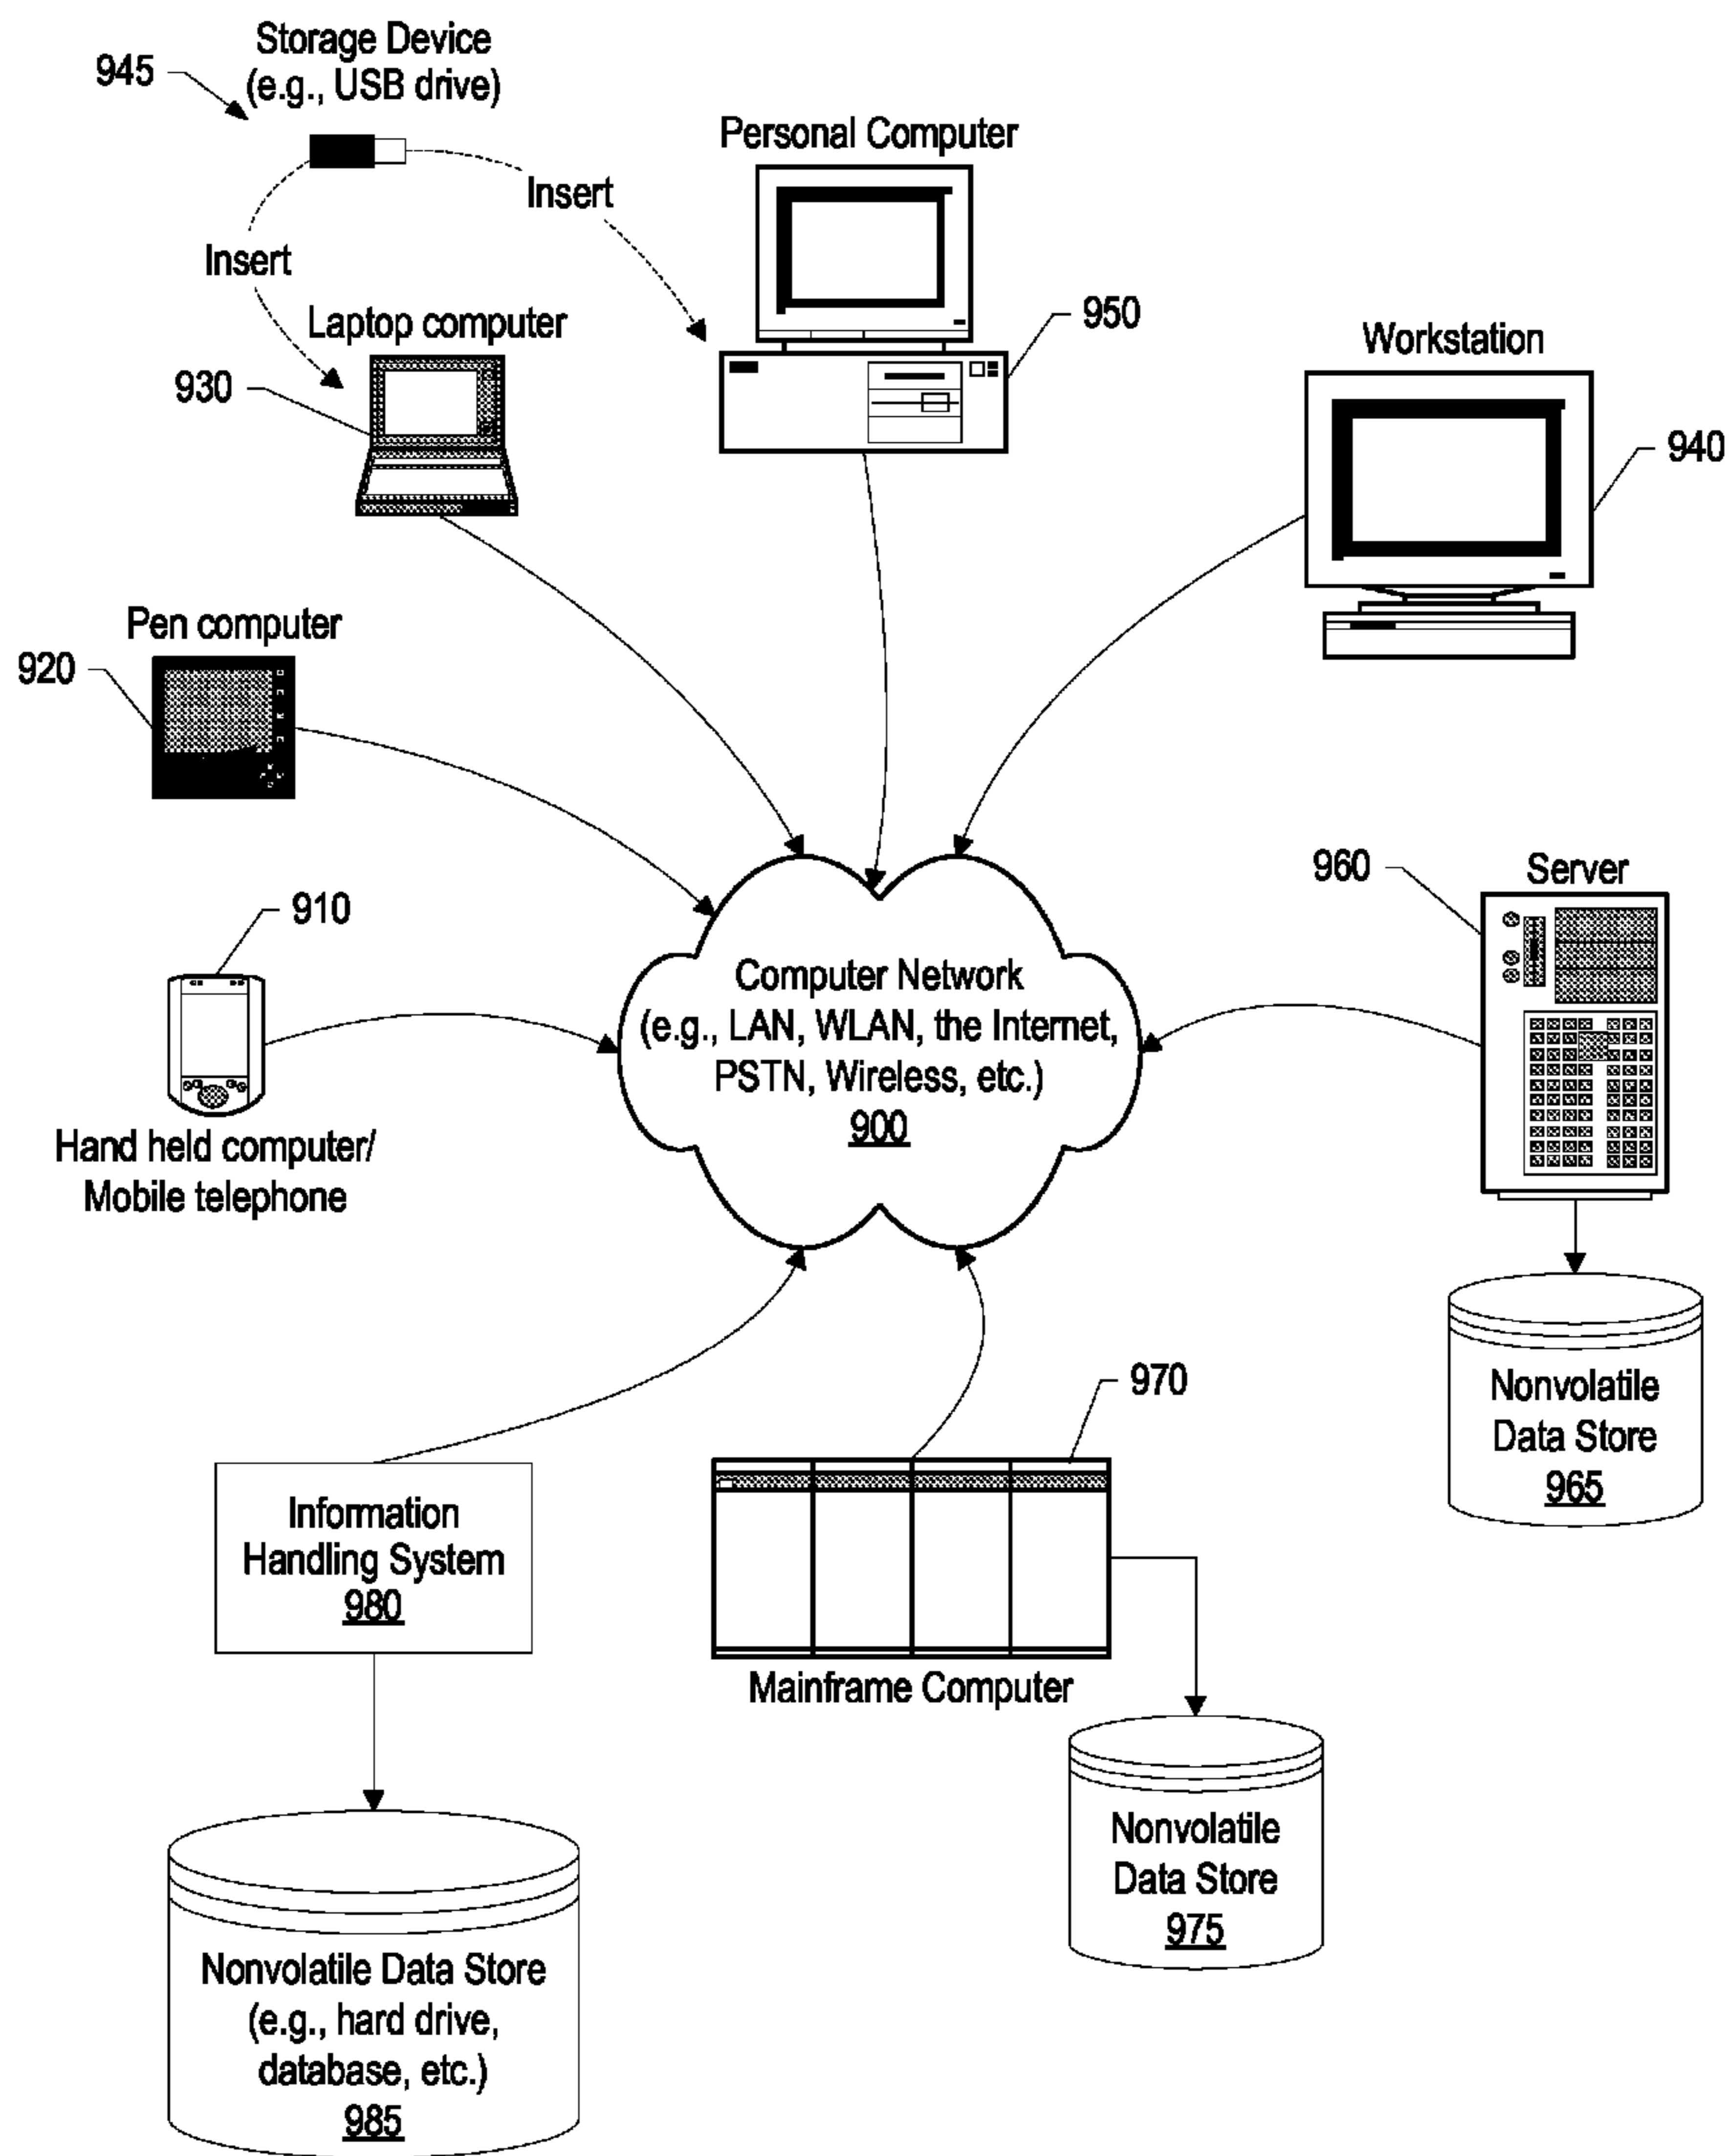 Storage Device
(e.g., USB drive)
945
Insert
Insert
Personal Computer
950
Laptop computer
930
Workstation
940
Pen computer
920
910
Hand held computer/
Mobile telephone
Computer Network
(e.g., LAN, WLAN, the Internet,
PSTN, Wireless, etc.)
900
960
Server
Nonvolatile
Data Store
965
970
Mainframe Computer
Nonvolatile
Data Store
975
Information
Handling System
980
Nonvolatile Data Store
(e.g., hard drive,
database, etc.)
985